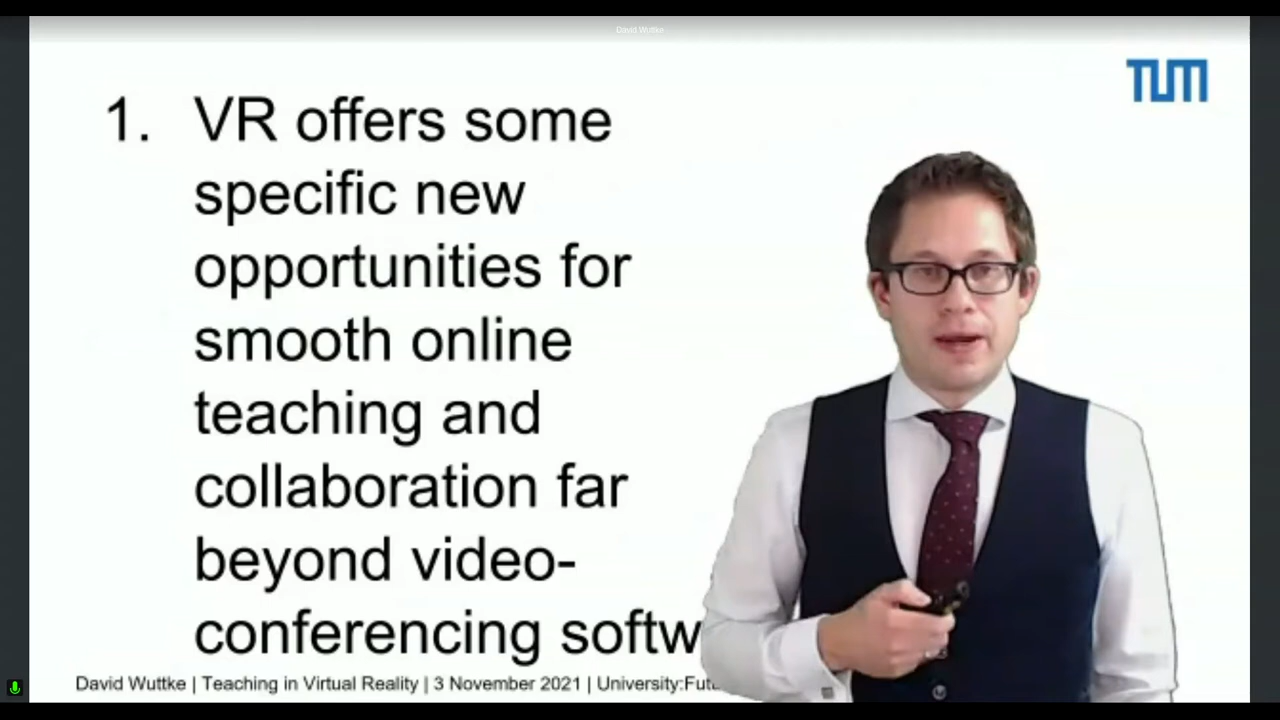 David Wuttke
TUM
1. VR offers some
specific new
opportunities for
smooth online
teaching and
collaboration far
beyond video-
conferencing softw
David Wuttke | Teaching in Virtual Reality | 3 November 2021 | University:Futu